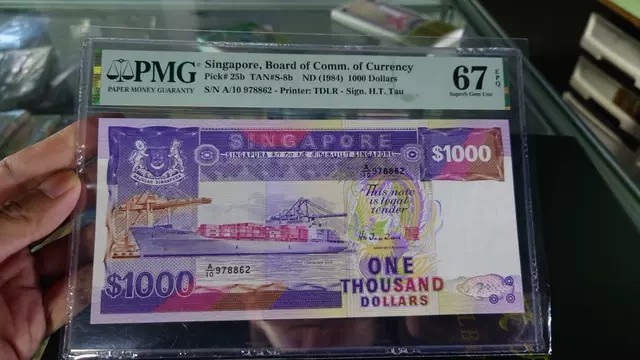 PMG
PAPER MONEY GUARANTY
Singapore, Board of Comm. of Currency
Pick# 25b TAN#S-8b ND (1984) 1000 Dollars
S/N A/10 978862 - Printer: TDLR - Sign. H.T. Tau
67 EPQ
Superb Gem Unc
SINGAPORE
SINGAPURA
SINGAPORE
$1000
A/10 978862
This note
is legal
tender
A/10 978862
$1000
ONE
THOUSAND
DOLLARS